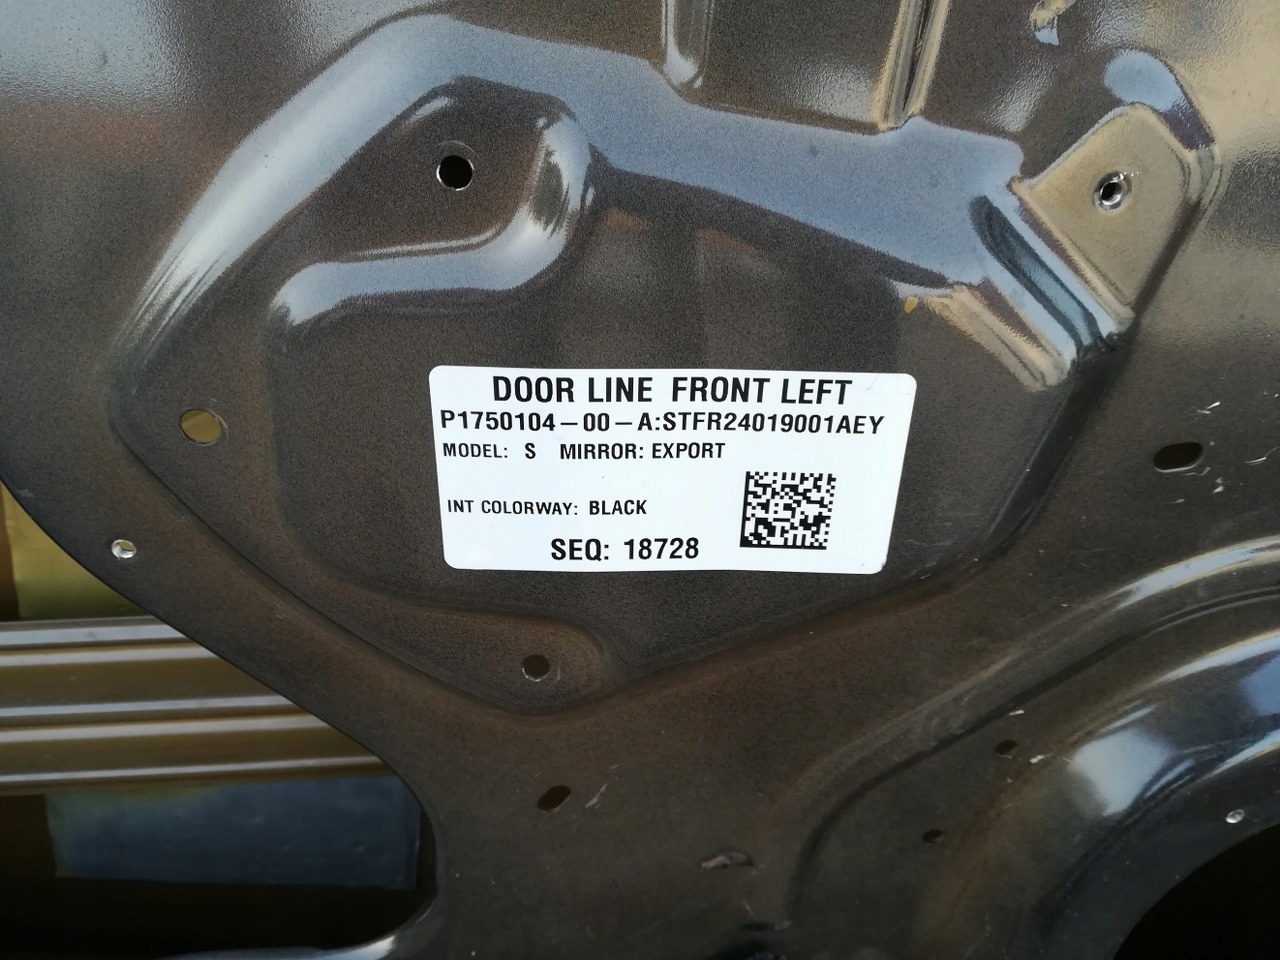 DOOR LINE FRONT LEFT
P1750104-00-A:STFR24019001AEY
MODEL: S MIRROR: EXPORT
INT COLORWAY: BLACK
SEQ: 18728